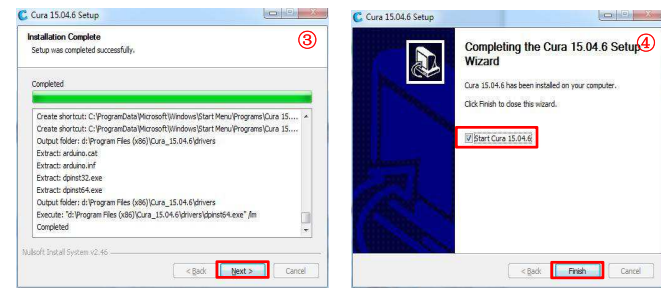 Cura 15.04.6 Setup
Installation Complete
Setup was completed successfully.
③
Completed
Create shortcut: C:\ProgramData\Microsoft\Windows\Start Menu\Programs\Cura 15....
Create shortcut: C:\ProgramData\Microsoft\Windows\Start Menu\Programs\Cura 15....
Output folder: d:\Program Files (x86)\Cura_15.04.6\drivers
Extract: arduino.cat
Extract: arduino.inf
Extract: dpinst32.exe
Extract: dpinst64.exe
Output folder: d:\Program Files (x86)\Cura_15.04.6\drivers
Execute: "d:\Program Files (x86)\Cura_15.04.6\drivers\dpinst64.exe" /lm
Completed
Nullsoft Install System v2.46
< Back Next > Cancel
Cura 15.04.6 Setup
④
Completing the Cura 15.04.6 Setup
Wizard
Cura 15.04.6 has been installed on your computer.
Click Finish to close this wizard.
Start Cura 15.04.6
< Back Finish Cancel